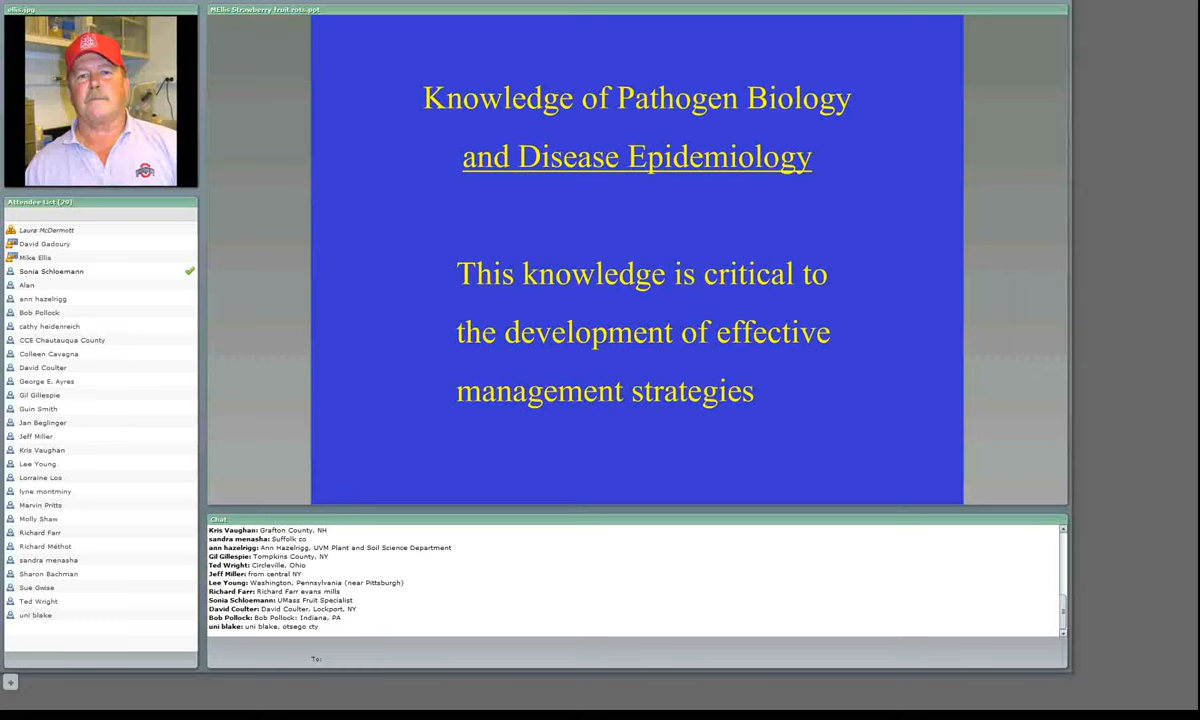 ellis.jpg
MEllis Strawberry fruit rots.ppt
Knowledge of Pathogen Biology
and Disease Epidemiology
This knowledge is critical to
the development of effective
management strategies
Attendee List (29)
Laura McDermott
David Gadoury
Mike Ellis
Sonia Schloemann
Alan
ann hazelrigg
Bob Pollock
cathy heidenreich
CCE Chautauqua County
Colleen Cavagna
David Coulter
George E. Ayres
Gil Gillespie
Guin Smith
Jan Beglinger
Jeff Miller
Kris Vaughan
Lee Young
Lorraine Los
lyne montminy
Marvin Pritts
Molly Shaw
Richard Farr
Richard Méthot
sandra menasha
Sharon Bachman
Sue Gwise
Ted Wright
uni blake
Chat
Kris Vaughan: Grafton County, NH
sandra menasha: Suffolk co
ann hazelrigg: Ann Hazelrigg, UVM Plant and Soil Science Department
Gil Gillespie: Tompkins County, NY
Ted Wright: Circleville, Ohio
Jeff Miller: from central NY
Lee Young: Washington, Pennsylvania (near Pittsburgh)
Richard Farr: Richard Farr evans mills
Sonia Schloemann: UMass Fruit Specialist
David Coulter: David Coulter, Lockport, NY
Bob Pollock: Bob Pollock: Indiana, PA
uni blake: uni blake, otsego cty
To: